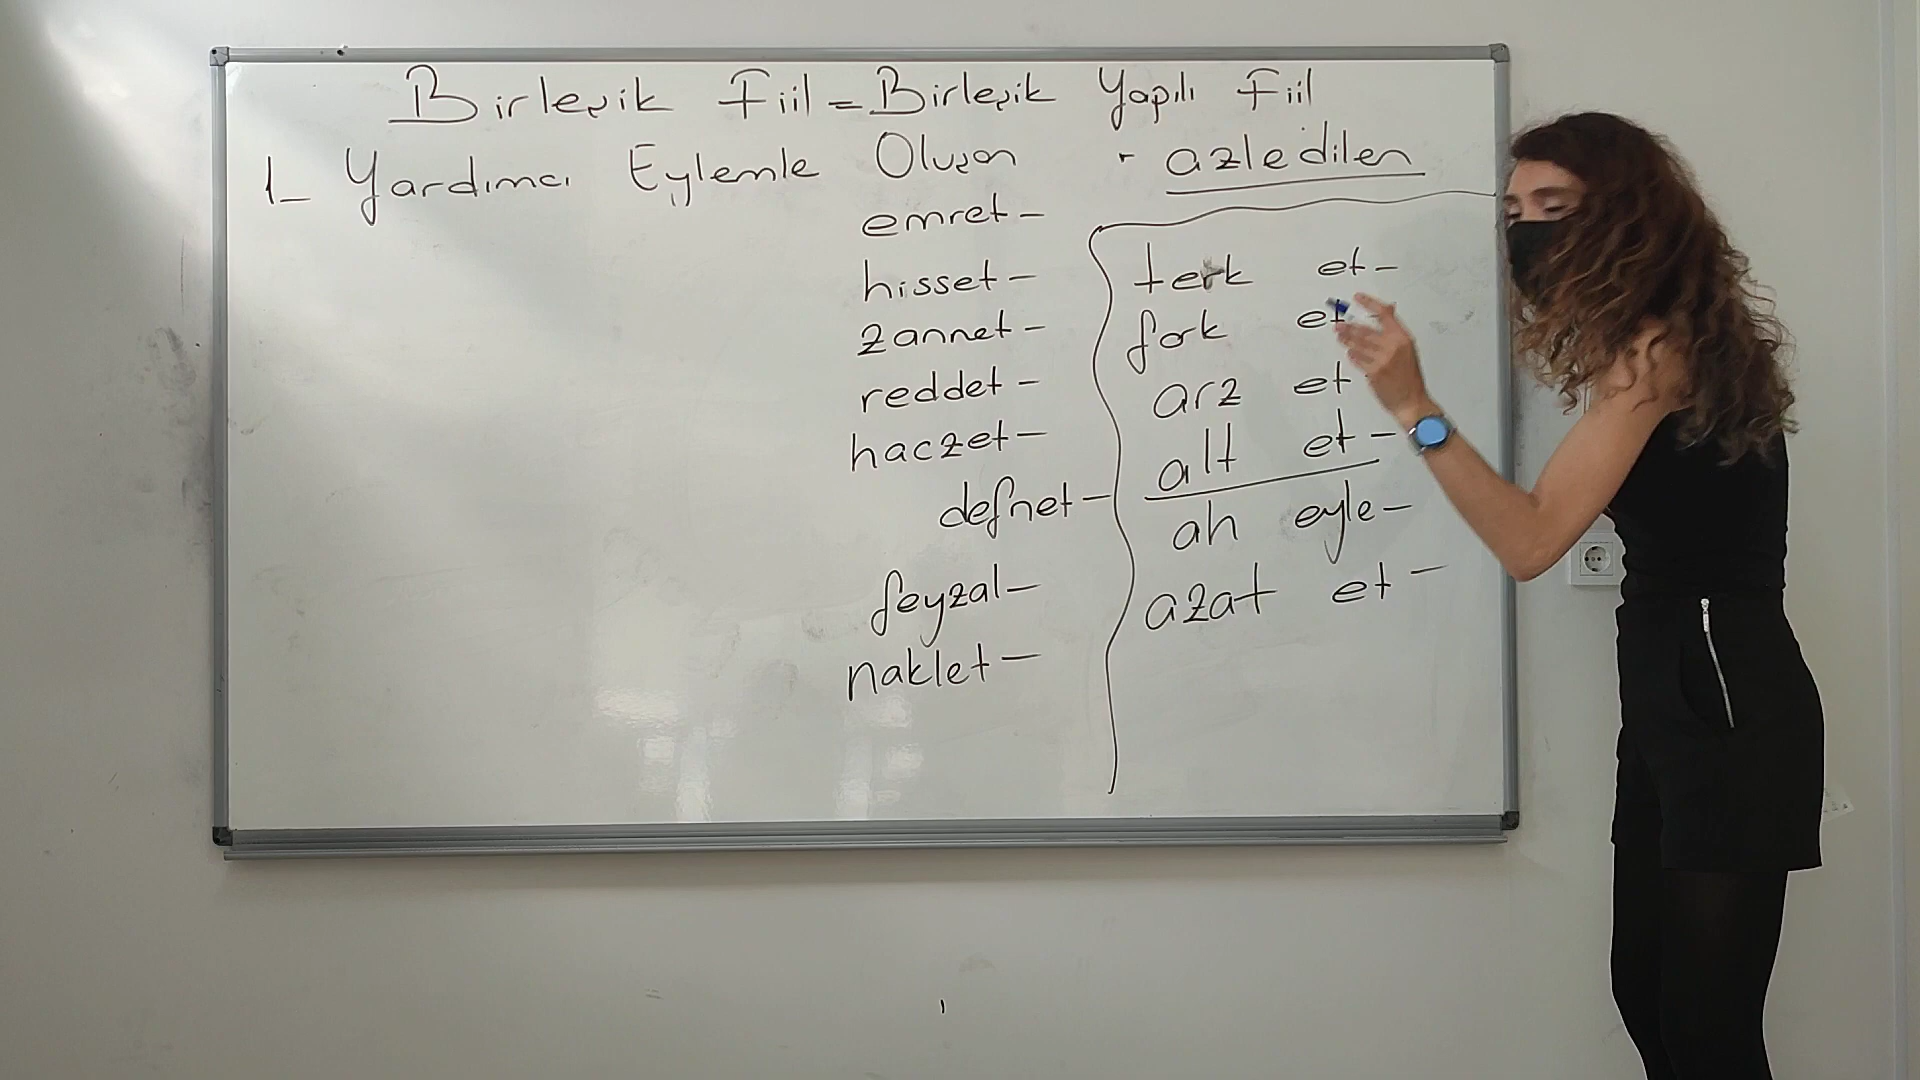 Birleşik Fiil = Birleşik Yapılı Fiil
1_ Yardımcı Eylemle Oluşan
azledilen
emret-
hisset-
zannet-
reddet-
haczet-
defnet-
feyzal-
naklet-
terk et-
fark et-
arz et-
alt et-
ah eyle-
azat et-